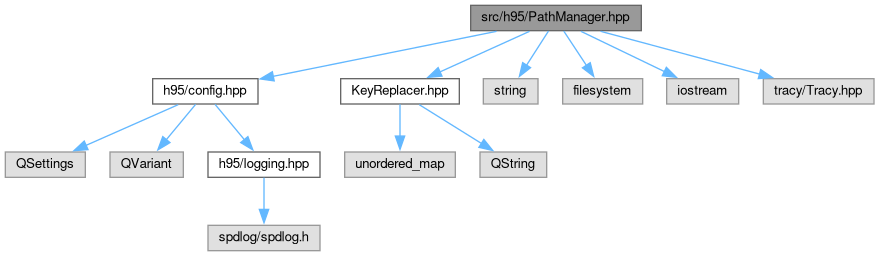 src/h95/PathManager.hpp
h95/config.hpp
KeyReplacer.hpp
string
filesystem
iostream
tracy/Tracy.hpp
QSettings
QVariant
h95/logging.hpp
unordered_map
QString
spdlog/spdlog.h